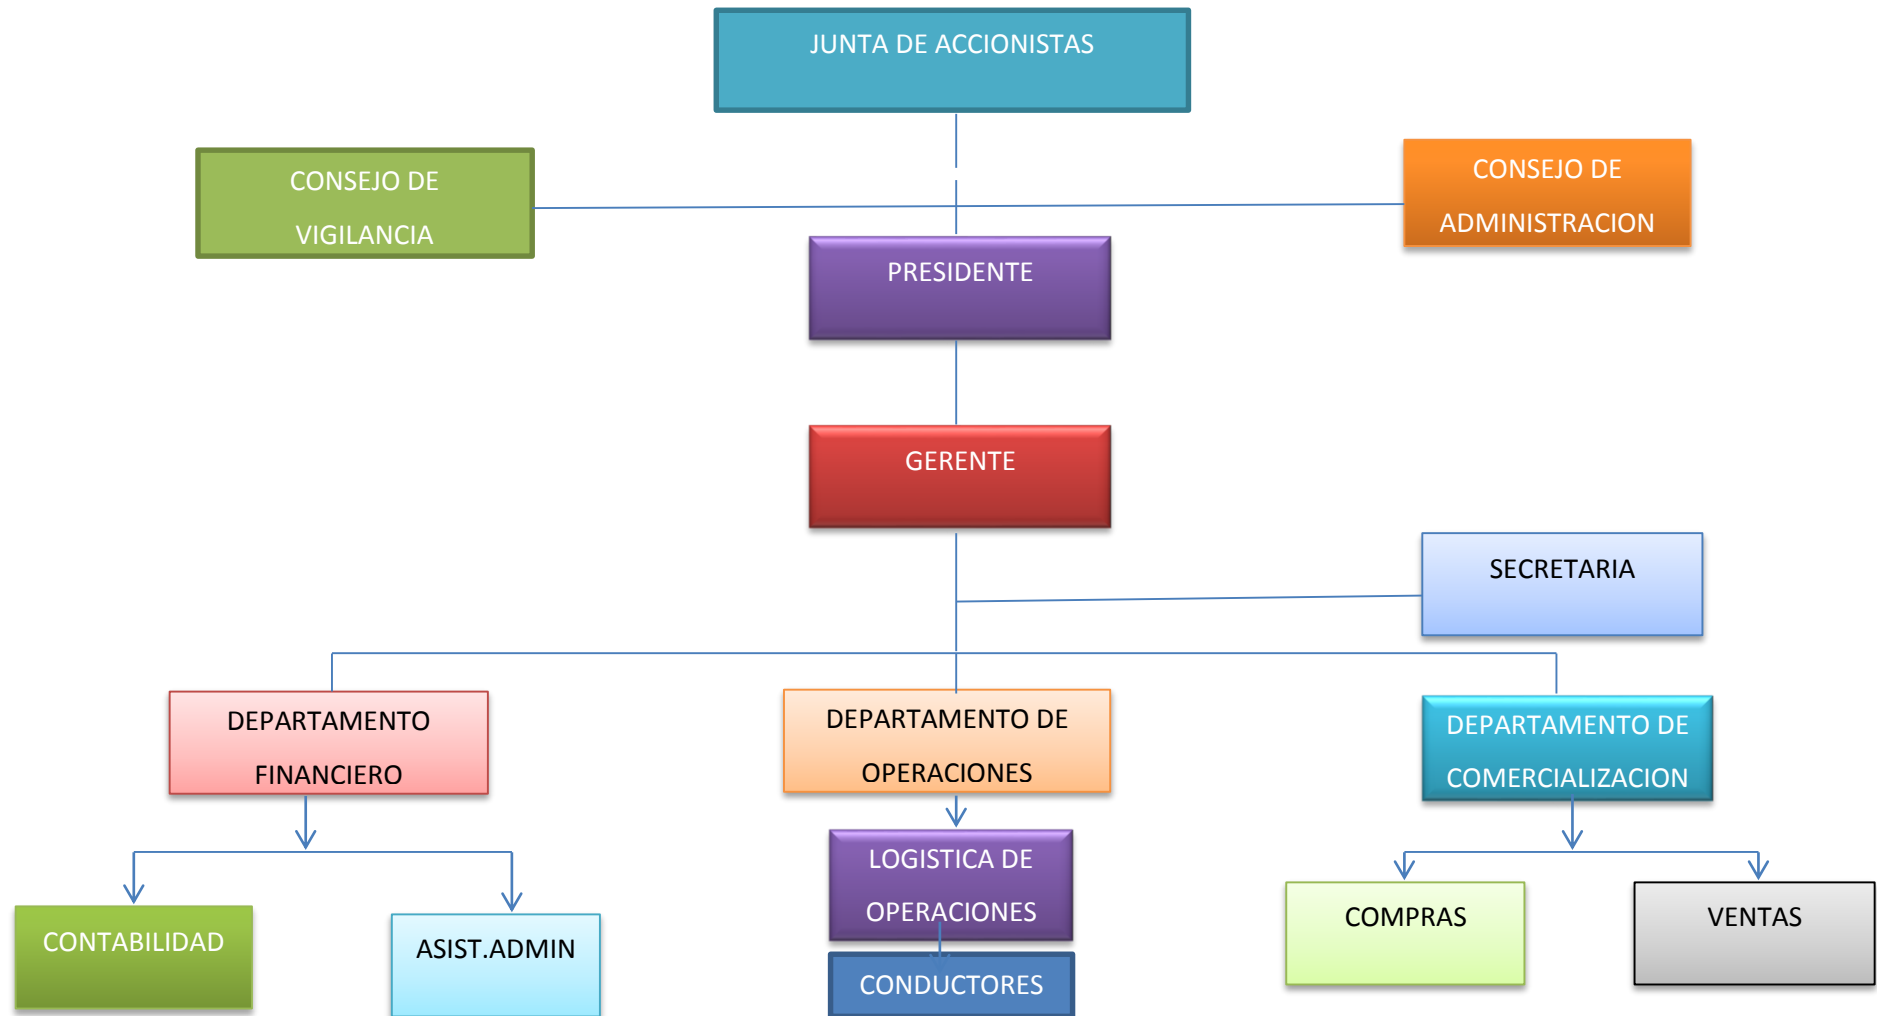 JUNTA DE ACCIONISTAS
CONSEJO DE
VIGILANCIA
CONSEJO DE
ADMINISTRACION
PRESIDENTE
GERENTE
SECRETARIA
DEPARTAMENTO
FINANCIERO
DEPARTAMENTO DE
OPERACIONES
DEPARTAMENTO DE
COMERCIALIZACION
CONTABILIDAD
ASIST.ADMIN
LOGISTICA DE
OPERACIONES
CONDUCTORES
COMPRAS
VENTAS